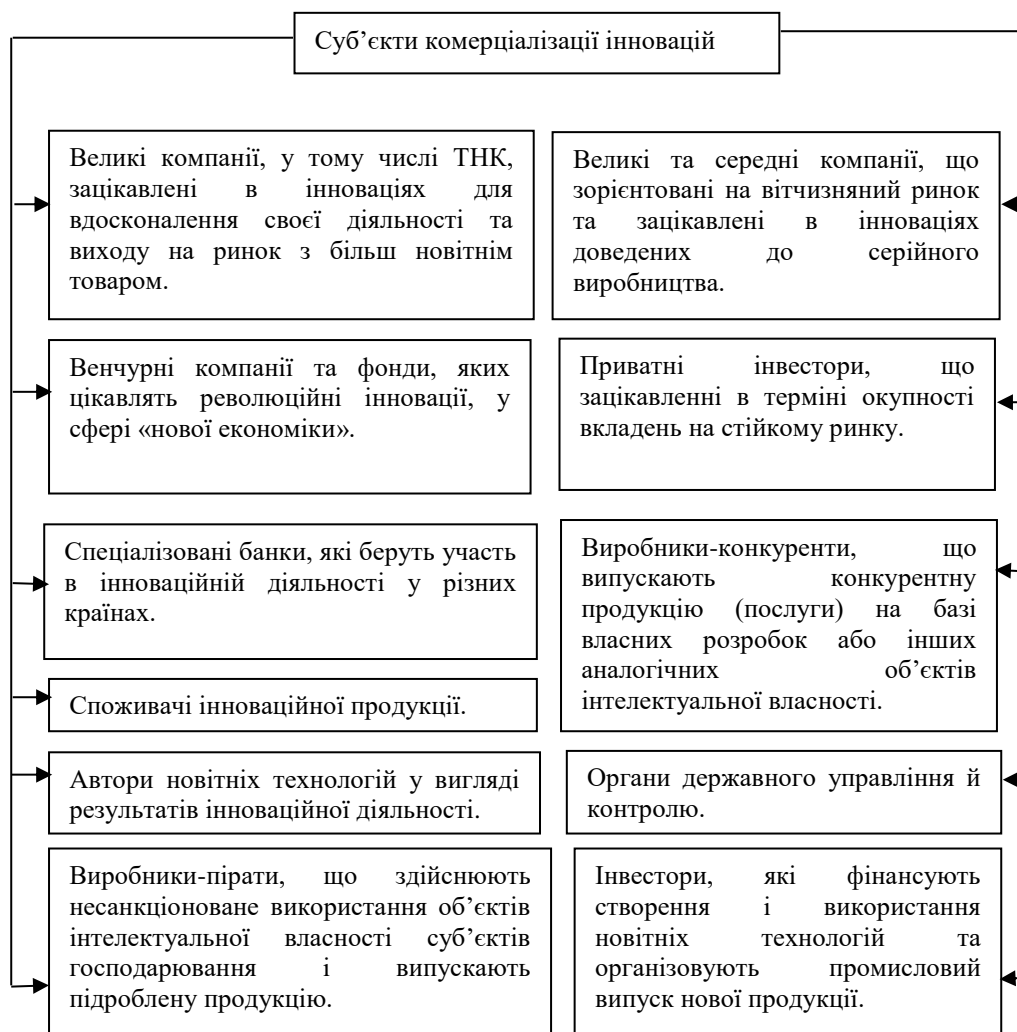 Суб’єкти комерціалізації інновацій
Великі компанії, у тому числі ТНК,
зацікавлені в інноваціях для
вдосконалення своєї діяльності та
виходу на ринок з більш новітнім
товаром.
Великі та середні компанії, що
зорієнтовані на вітчизняний ринок
та зацікавлені в інноваціях
доведених до серійного
виробництва.
Венчурні компанії та фонди, яких
цікавлять революційні інновації, у
сфері «нової економіки».
Приватні інвестори, що
зацікавленні в терміні окупності
вкладень на стійкому ринку.
Спеціалізовані банки, які беруть участь
в інноваційній діяльності у різних
країнах.
Виробники-конкуренти, що
випускають конкурентну
продукцію (послуги) на базі
власних розробок або інших
аналогічних об’єктів
інтелектуальної власності.
Споживачі інноваційної продукції.
Автори новітніх технологій у вигляді
результатів інноваційної діяльності.
Органи державного управління й
контролю.
Виробники-пірати, що здійснюють
несанкціоноване використання об’єктів
інтелектуальної власності суб’єктів
господарювання і випускають
підроблену продукцію.
Інвестори, які фінансують
створення і використання
новітніх технологій та
організовують промисловий
випуск нової продукції.